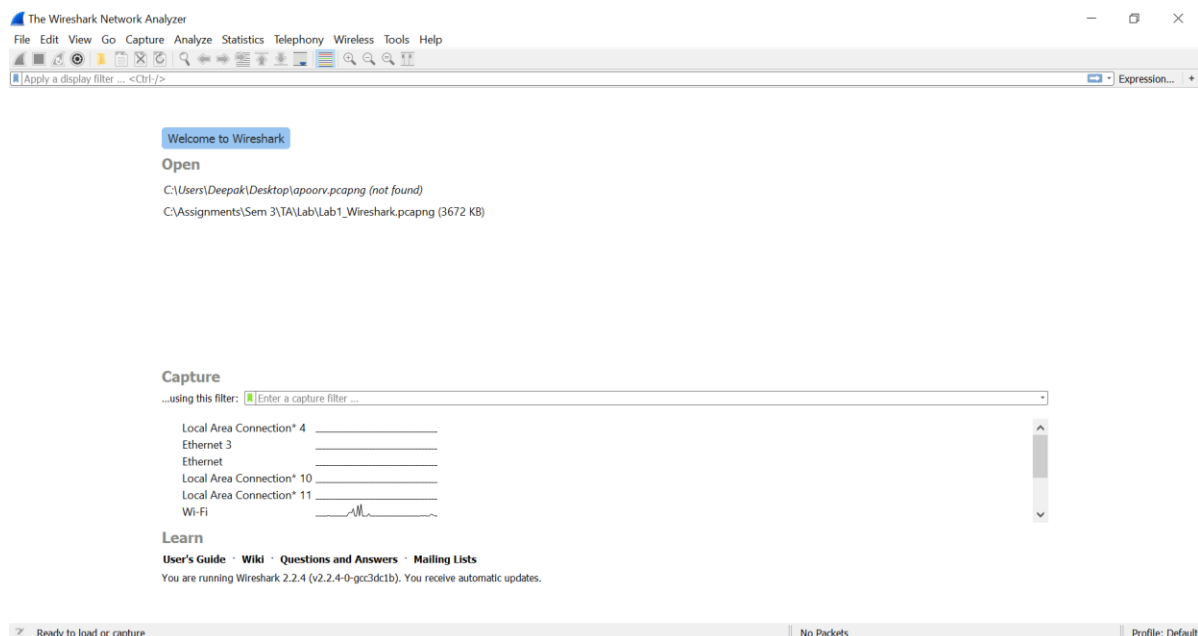 The Wireshark Network Analyzer
File Edit View Go Capture Analyze Statistics Telephony Wireless Tools Help
Apply a display filter ... <Ctrl-/> Expression... +
Welcome to Wireshark
Open
C:\Users\Deepak\Desktop\apoorv.pcapng (not found)
C:\Assignments\Sem 3\TA\Lab\Lab1_Wireshark.pcapng (3672 KB)
Capture
...using this filter: Enter a capture filter ...
Local Area Connection* 4
Ethernet 3
Ethernet
Local Area Connection* 10
Local Area Connection* 11
Wi-Fi
Learn
User's Guide · Wiki · Questions and Answers · Mailing Lists
You are running Wireshark 2.2.4 (v2.2.4-0-gcc3dc1b). You receive automatic updates.
Ready to load or capture No Packets Profile: Default